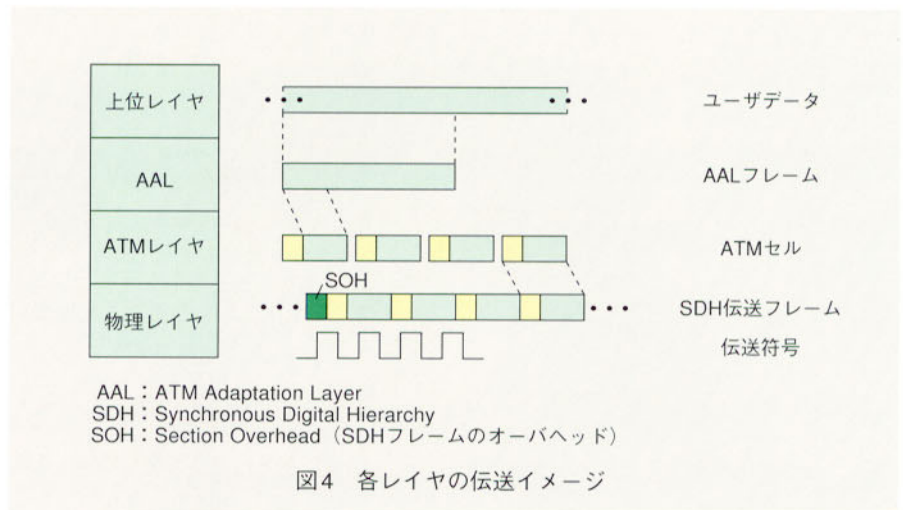 上位レイヤ
ユーザデータ
AAL
AALフレーム
ATMレイヤ
ATMセル
SOH
物理レイヤ
SDH伝送フレーム
伝送符号
AAL：ATM Adaptation Layer
SDH：Synchronous Digital Hierarchy
SOH：Section Overhead（SDHフレームのオーバヘッド）
図4　各レイヤの伝送イメージ